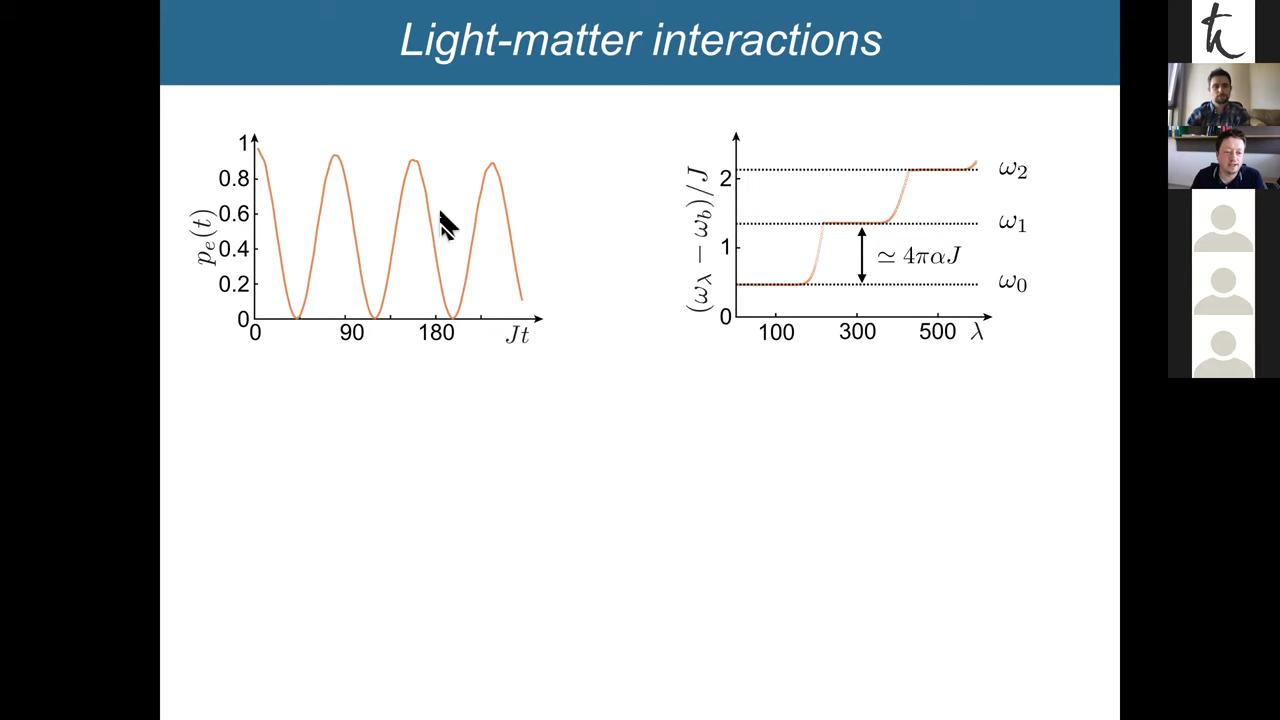 Light-matter interactions
1
0.8
0.6
0.4
0.2
0
p_e(t)
0 90 180 Jt
2
1
0
(ω_λ − ω_b)/J
100 300 500 λ
ω_2
ω_1
≃ 4παJ
ω_0